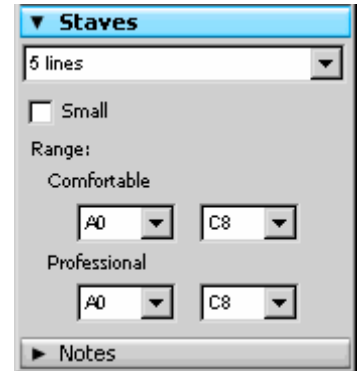 Staves
5 lines
Small
Range:
Comfortable
A0 C8
Professional
A0 C8
Notes